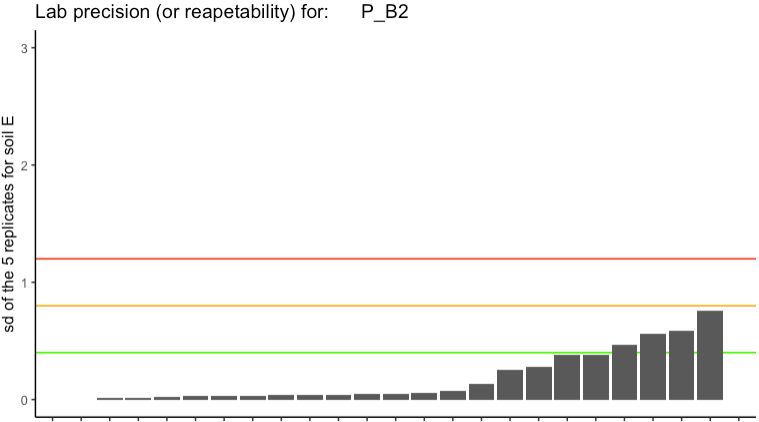 Lab precision (or reapetability) for: P_B2
3
2
1
0
sd of the 5 replicates for soil E